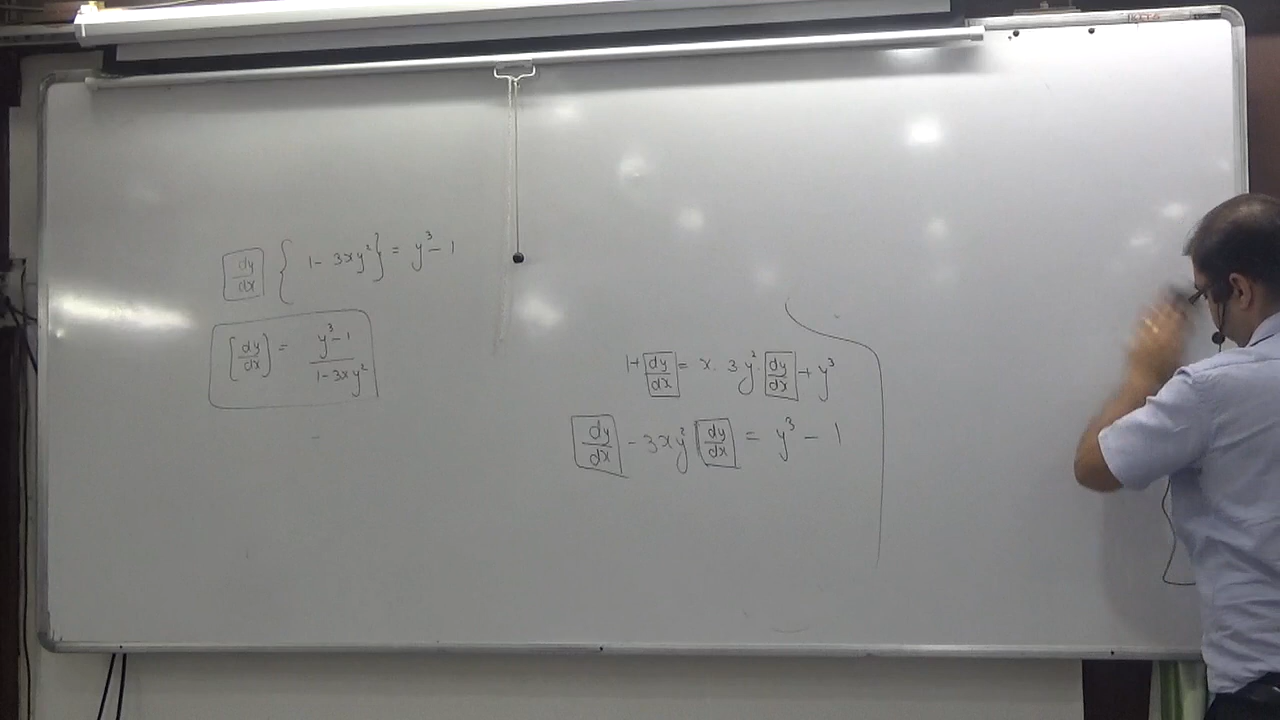 dy/dx { 1 - 3xy² } = y³ - 1
[dy/dx] = y³ - 1 / 1 - 3xy²
1 + dy/dx = x · 3y² · dy/dx + y³
dy/dx - 3xy² dy/dx = y³ - 1